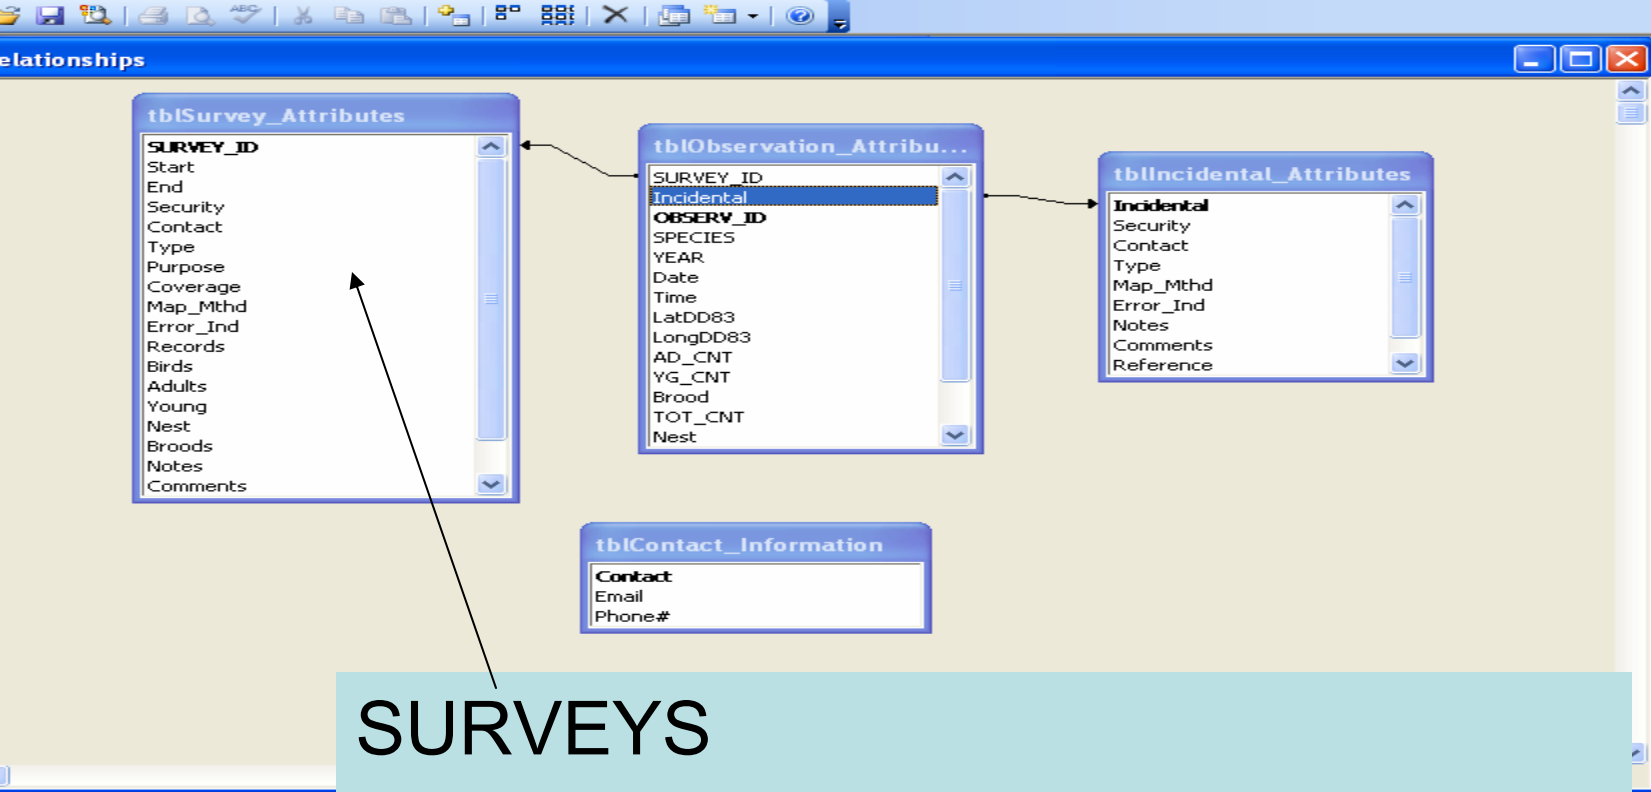 ABC
elationships
tblSurvey_Attributes
SURVEY_ID
Start
End
Security
Contact
Type
Purpose
Coverage
Map_Mthd
Error_Ind
Records
Birds
Adults
Young
Nest
Broods
Notes
Comments
tblObservation_Attribu...
SURVEY_ID
Incidental
OBSERV_ID
SPECIES
YEAR
Date
Time
LatDD83
LongDD83
AD_CNT
YG_CNT
Brood
TOT_CNT
Nest
tblIncidental_Attributes
Incidental
Security
Contact
Type
Map_Mthd
Error_Ind
Notes
Comments
Reference
tblContact_Information
Contact
Email
Phone#
SURVEYS